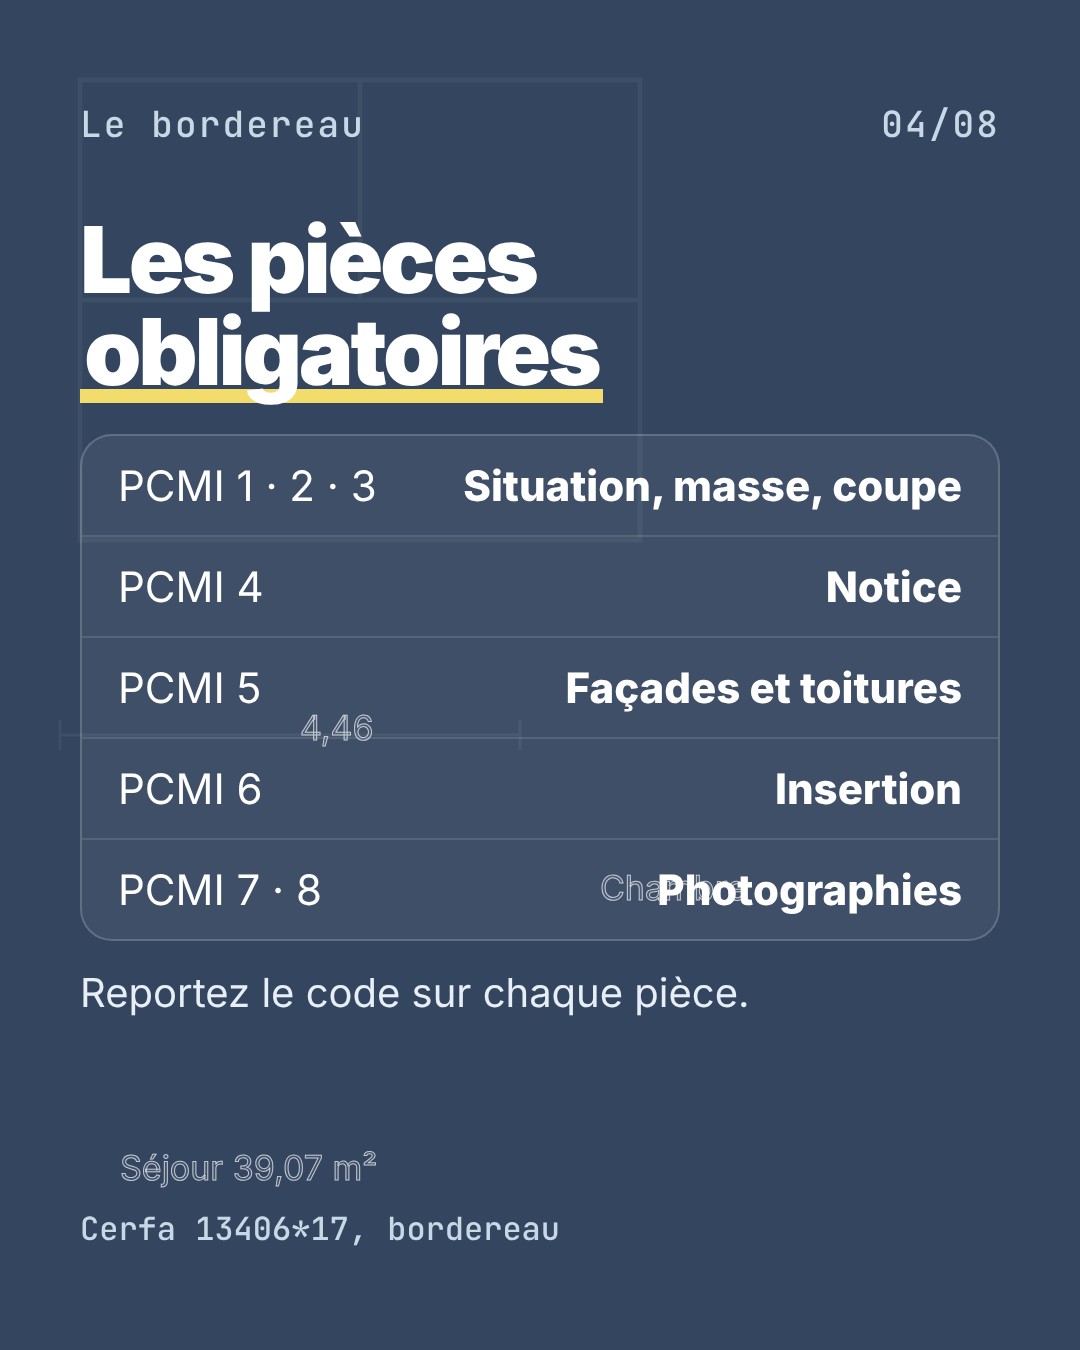 Le bordereau
04/08
Les pièces
obligatoires
PCMI 1 · 2 · 3 Situation, masse, coupe
PCMI 4 Notice
PCMI 5 Façades et toitures
4,46
PCMI 6 Insertion
PCMI 7 · 8 Photographies
Chambre
Reportez le code sur chaque pièce.
Séjour 39,07 m²
Cerfa 13406*17, bordereau